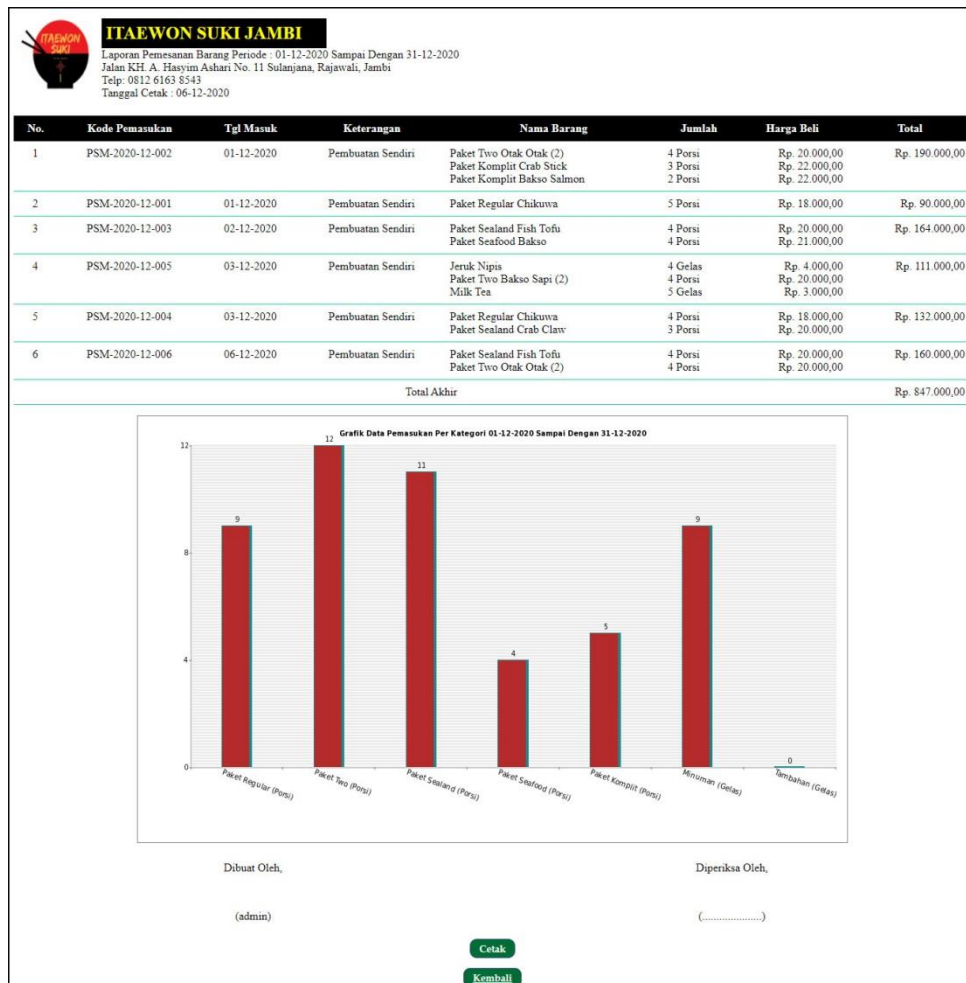 ITAEWON
SUKI
ITAEWON SUKI JAMBI
Laporan Pemesanan Barang Periode : 01-12-2020 Sampai Dengan 31-12-2020
Jalan KH. A. Hasyim Ashari No. 11 Sulanjana, Rajawali, Jambi
Telp: 0812 6163 8543
Tanggal Cetak : 06-12-2020
No. Kode Pemasukan Tgl Masuk Keterangan Nama Barang Jumlah Harga Beli Total
1 PSM-2020-12-002 01-12-2020 Pembuatan Sendiri Paket Two Otak Otak (2) 4 Porsi Rp. 20.000,00 Rp. 190.000,00
Paket Komplit Crab Stick 3 Porsi Rp. 22.000,00
Paket Komplit Bakso Salmon 2 Porsi Rp. 22.000,00
2 PSM-2020-12-001 01-12-2020 Pembuatan Sendiri Paket Regular Chikuwa 5 Porsi Rp. 18.000,00 Rp. 90.000,00
3 PSM-2020-12-003 02-12-2020 Pembuatan Sendiri Paket Sealand Fish Tofu 4 Porsi Rp. 20.000,00 Rp. 164.000,00
Paket Seafood Bakso 4 Porsi Rp. 21.000,00
4 PSM-2020-12-005 03-12-2020 Pembuatan Sendiri Jeruk Nipis 4 Gelas Rp. 4.000,00 Rp. 111.000,00
Paket Two Bakso Sapi (2) 4 Porsi Rp. 20.000,00
Milk Tea 5 Gelas Rp. 3.000,00
5 PSM-2020-12-004 03-12-2020 Pembuatan Sendiri Paket Regular Chikuwa 4 Porsi Rp. 18.000,00 Rp. 132.000,00
Paket Sealand Crab Claw 3 Porsi Rp. 20.000,00
6 PSM-2020-12-006 06-12-2020 Pembuatan Sendiri Paket Sealand Fish Tofu 4 Porsi Rp. 20.000,00 Rp. 160.000,00
Paket Two Otak Otak (2) 4 Porsi Rp. 20.000,00
Total Akhir Rp. 847.000,00
Grafik Data Pemasukan Per Kategori 01-12-2020 Sampai Dengan 31-12-2020
12 12
11
9 9
8
5
4 4
0 0
Paket Regular (Porsi) Paket Two (Porsi) Paket Sealand (Porsi) Paket Seafood (Porsi) Paket Komplit (Porsi) Minuman (Gelas) Tambahan (Gelas)
Dibuat Oleh, Diperiksa Oleh,
(admin) (.....................)
Cetak
Kembali